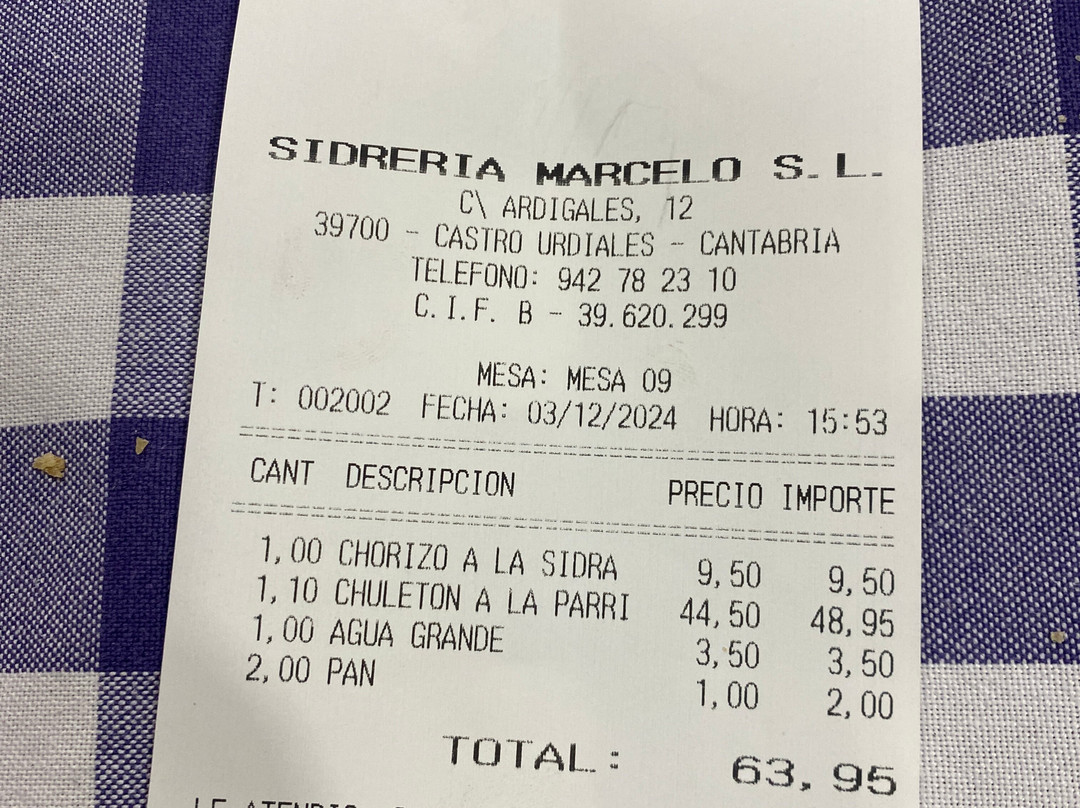 SIDRERIA MARCELO S.L.
C\ ARDIGALES, 12
39700 - CASTRO URDIALES - CANTABRIA
TELEFONO: 942 78 23 10
C.I.F. B - 39.620.299
MESA: MESA 09
T: 002002 FECHA: 03/12/2024 HORA: 15:53
CANT DESCRIPCION PRECIO IMPORTE
1,00 CHORIZO A LA SIDRA 9,50 9,50
1,10 CHULETON A LA PARRI 44,50 48,95
1,00 AGUA GRANDE 3,50 3,50
2,00 PAN 1,00 2,00
TOTAL: 63,95
LE ATENDIO